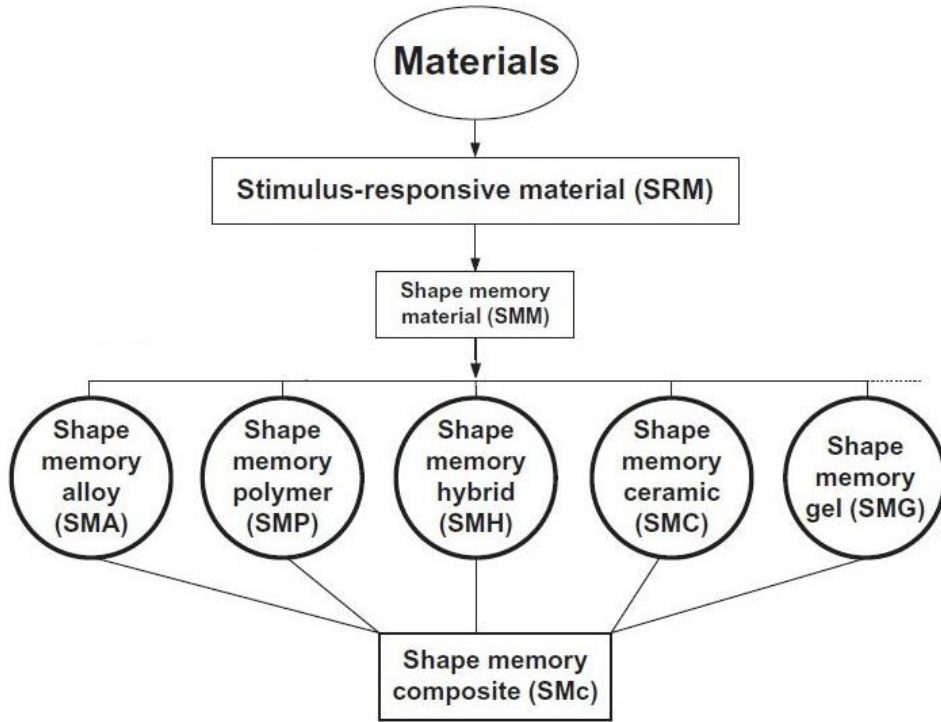 Materials
Stimulus-responsive material (SRM)
Shape memory
material (SMM)
Shape
memory
alloy
(SMA)
Shape
memory
polymer
(SMP)
Shape
memory
hybrid
(SMH)
Shape
memory
ceramic
(SMC)
Shape
memory
gel (SMG)
Shape memory
composite (SMc)